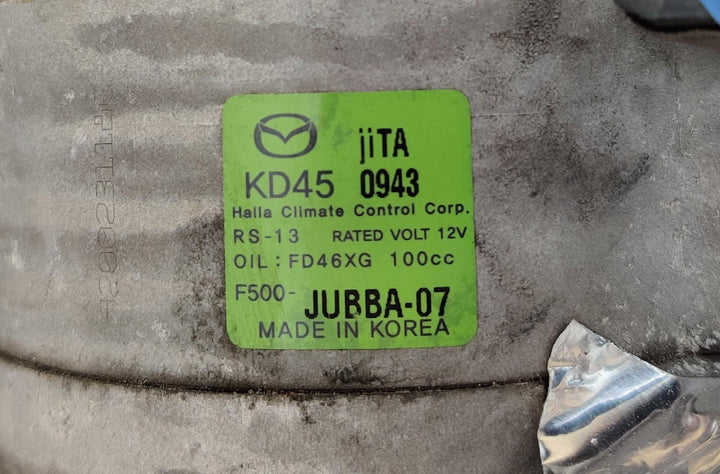 jiTA
KD45 0943
Halla Climate Control Corp.
RS-13 RATED VOLT 12V
OIL : FD46XG 100cc
F500- JUBBA-07
MADE IN KOREA